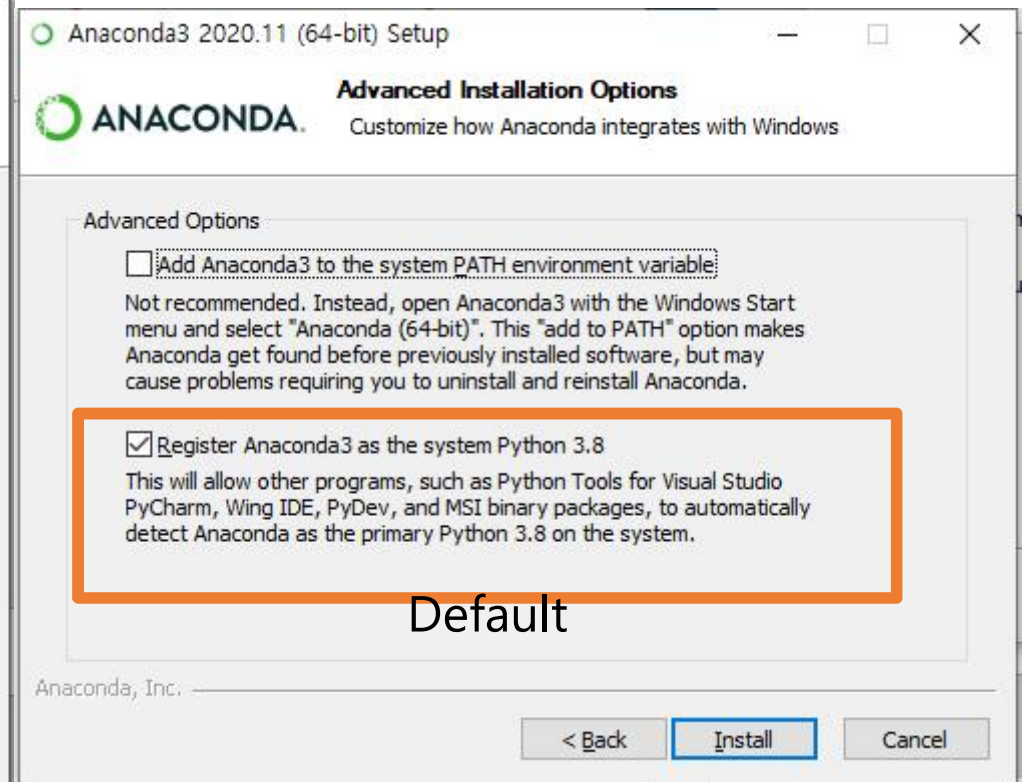 Anaconda3 2020.11 (64-bit) Setup
ANACONDA.
Advanced Installation Options
Customize how Anaconda integrates with Windows
Advanced Options
Add Anaconda3 to the system PATH environment variable
Not recommended. Instead, open Anaconda3 with the Windows Start
menu and select "Anaconda (64-bit)". This "add to PATH" option makes
Anaconda get found before previously installed software, but may
cause problems requiring you to uninstall and reinstall Anaconda.
Register Anaconda3 as the system Python 3.8
This will allow other programs, such as Python Tools for Visual Studio
PyCharm, Wing IDE, PyDev, and MSI binary packages, to automatically
detect Anaconda as the primary Python 3.8 on the system.
Default
Anaconda, Inc.
< Back
Install
Cancel